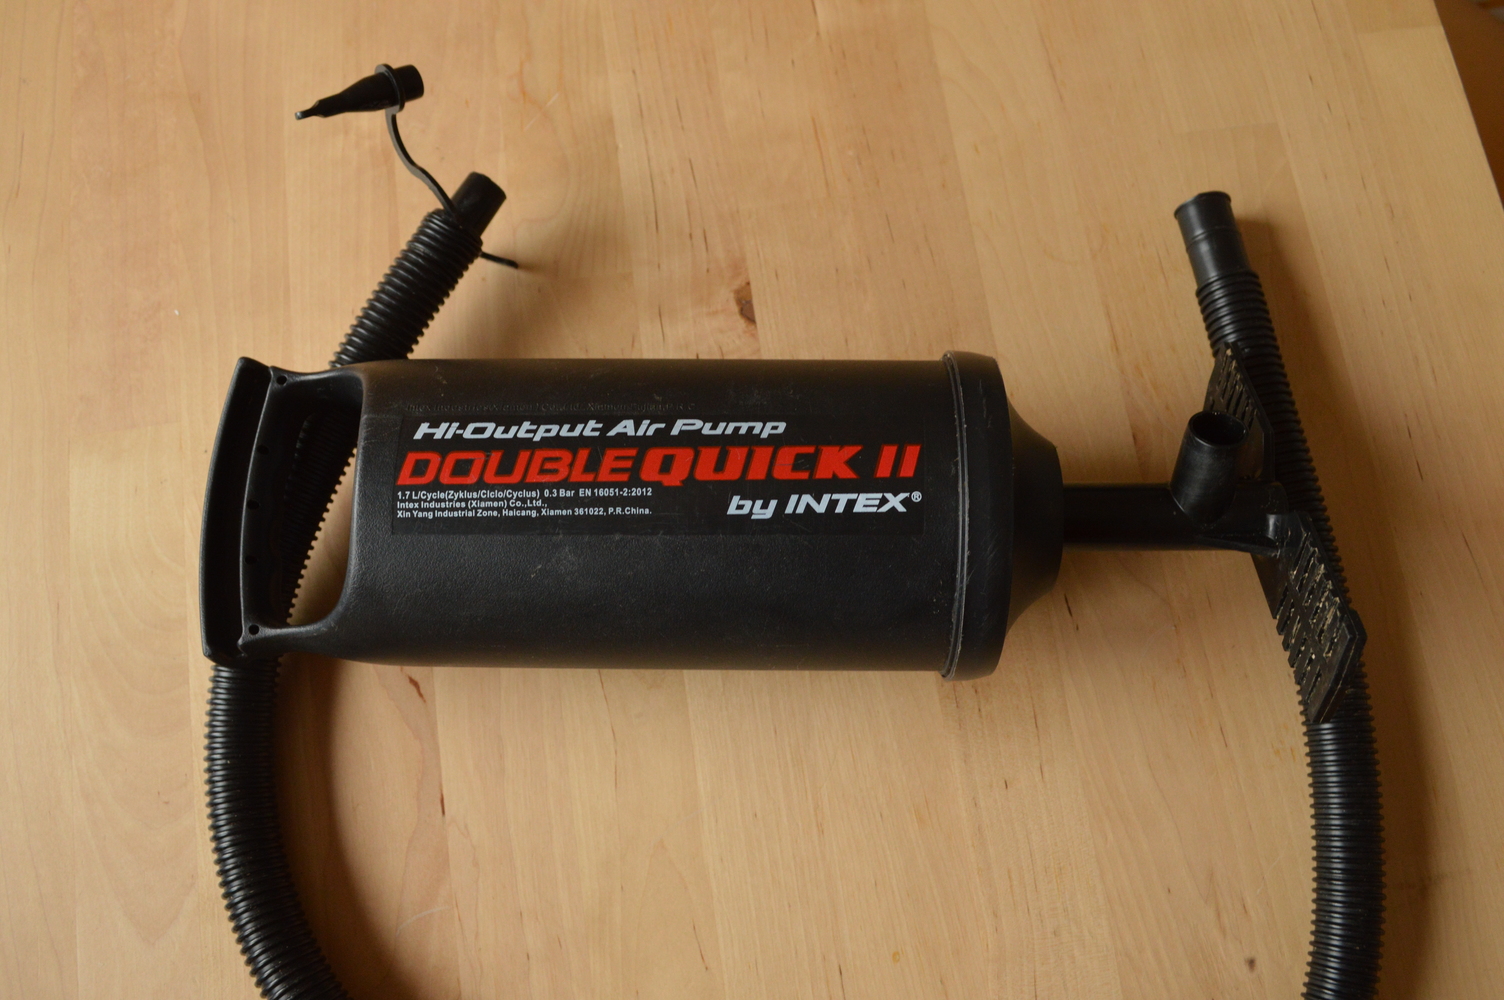 Hi-Output Air Pump
DOUBLE QUICK II
1.7 L/Cycle(Zyklus/Ciclo/Cyclus) 0.3 Bar EN 16051-2:2012
Intex Industries (Xiamen) Co.,Ltd.,
Xin Yang Industrial Zone, Haicang, Xiamen 361022, P.R.China.
by INTEX®